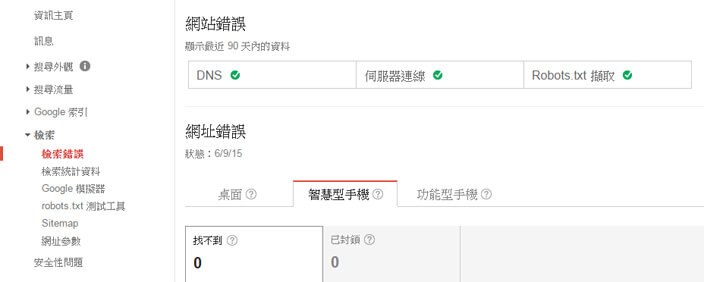 資訊主頁
訊息
搜尋外觀
搜尋流量
Google 索引
檢索
檢索錯誤
檢索統計資料
Google 模擬器
robots.txt 測試工具
Sitemap
網址參數
安全性問題
網站錯誤
顯示最近 90 天內的資料
DNS 伺服器連線 Robots.txt 擷取
網址錯誤
狀態：6/9/15
桌面 智慧型手機 功能型手機
找不到 已封鎖
0 0